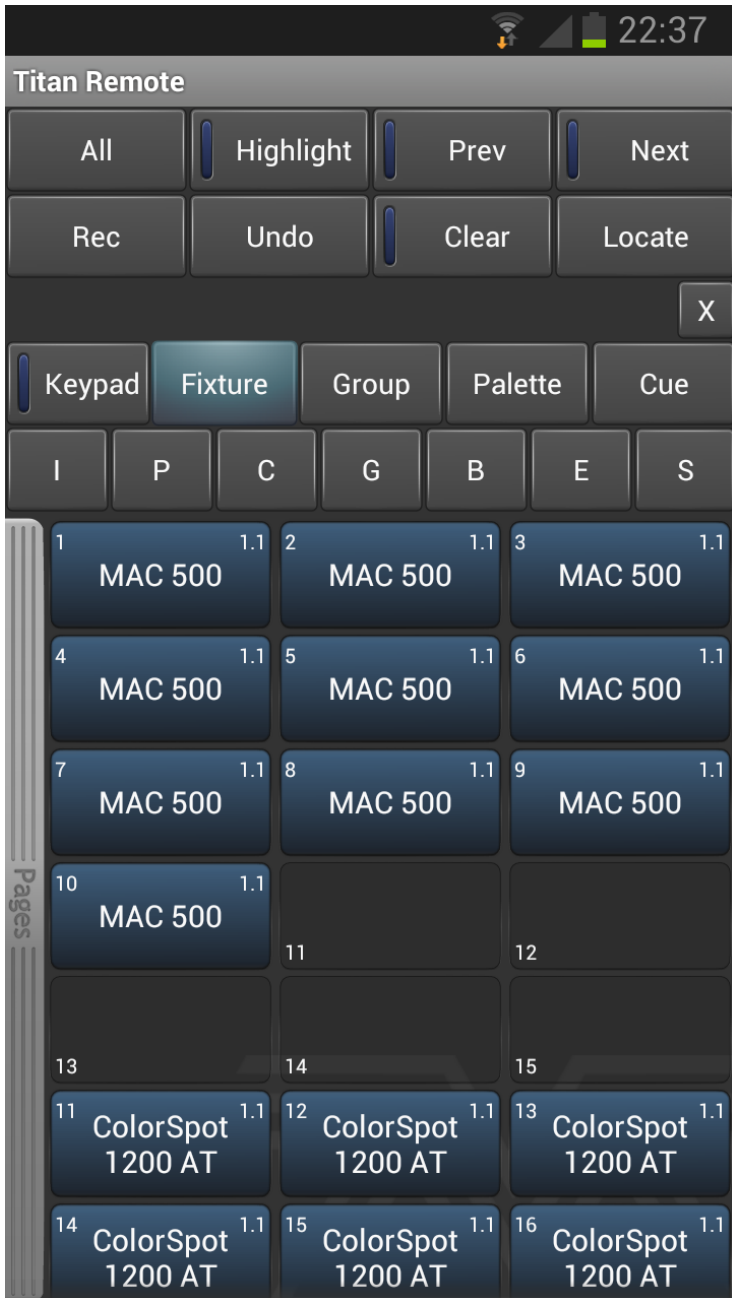 22:37
Titan Remote
All Highlight Prev Next
Rec Undo Clear Locate
X
Keypad Fixture Group Palette Cue
I P C G B E S
1 1.1 2 1.1 3 1.1
MAC 500 MAC 500 MAC 500
4 1.1 5 1.1 6 1.1
MAC 500 MAC 500 MAC 500
7 1.1 8 1.1 9 1.1
MAC 500 MAC 500 MAC 500
Pages
10 1.1
MAC 500
11 12
13 14 15
11 1.1 12 1.1 13 1.1
ColorSpot ColorSpot ColorSpot
1200 AT 1200 AT 1200 AT
14 1.1 15 1.1 16 1.1
ColorSpot ColorSpot ColorSpot
1200 AT 1200 AT 1200 AT